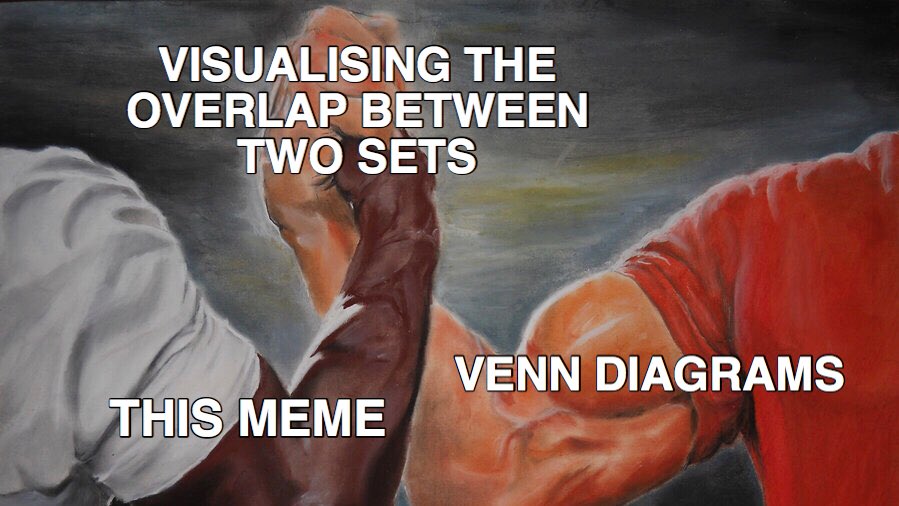 VISUALISING THE
OVERLAP BETWEEN
TWO SETS
VENN DIAGRAMS
THIS MEME